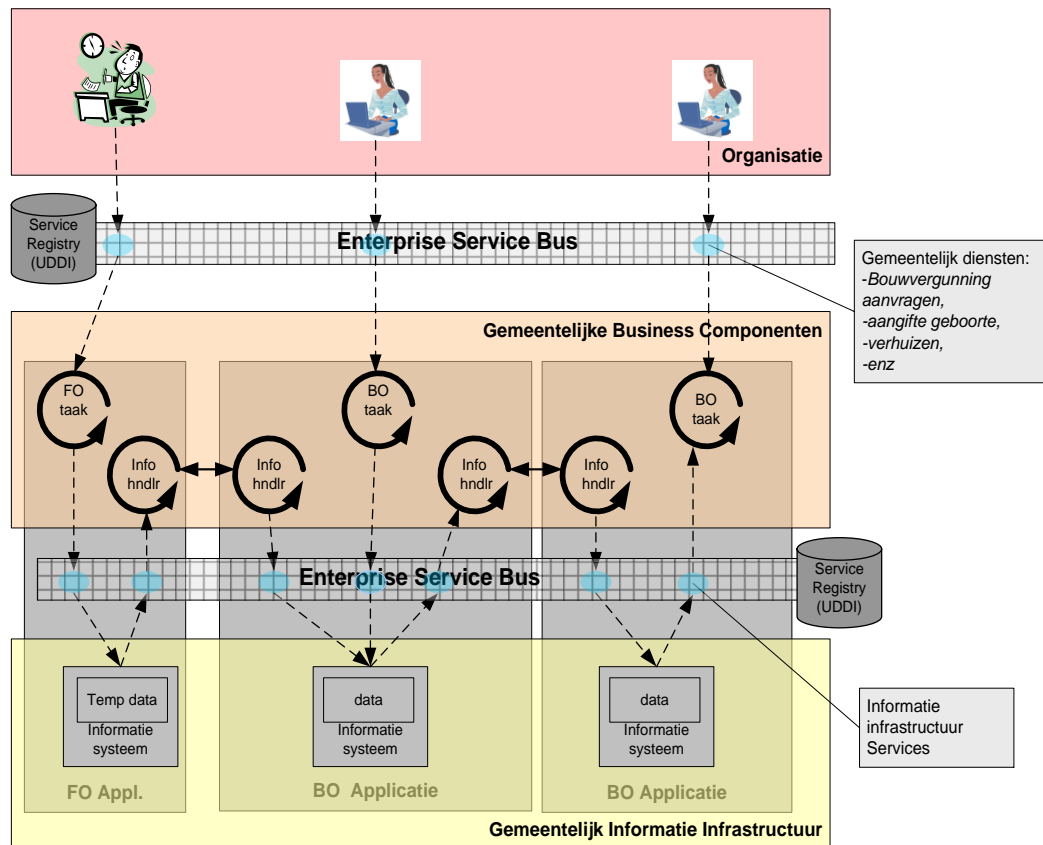 Organisatie
Service
Registry
(UDDI)
Enterprise Service Bus
Gemeentelijk diensten:
-Bouwvergunning
aanvragen,
-aangifte geboorte,
-verhuizen,
-enz
Gemeentelijke Business Componenten
FO
taak
BO
taak
BO
taak
Info
hndlr
Info
hndlr
Info
hndlr
Info
hndlr
Enterprise Service Bus
Service
Registry
(UDDI)
Temp data
Informatie
systeem
data
Informatie
systeem
data
Informatie
systeem
Informatie
infrastructuur
Services
FO Appl.
BO Applicatie
BO Applicatie
Gemeentelijk Informatie Infrastructuur